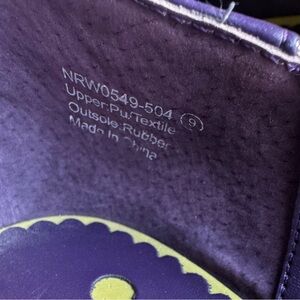 NRW0549-504 9
Upper:Pu/Textile
Outsole:Rubber
Made In China